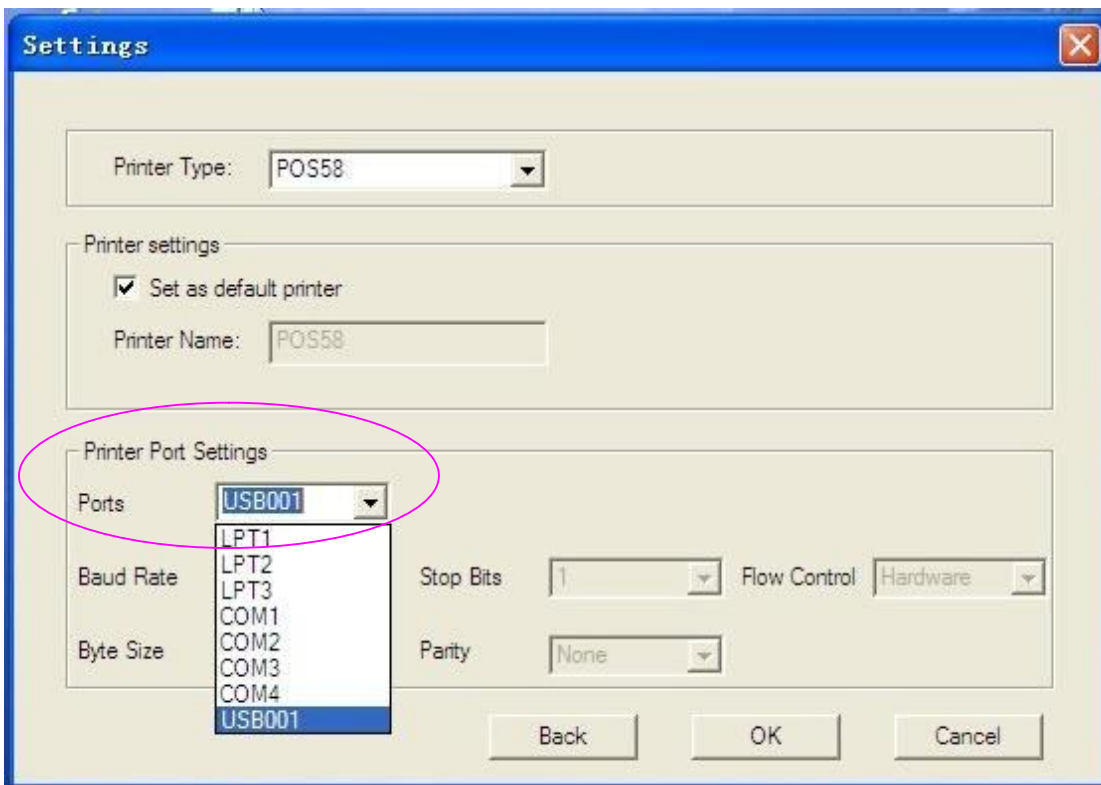 Settings
Printer Type: POS58
Printer settings
Set as default printer
Printer Name: POS58
Printer Port Settings
Ports USB001
LPT1
LPT2
LPT3
COM1
COM2
COM3
COM4
USB001
Baud Rate Stop Bits 1 Flow Control Hardware
Byte Size Parity None
Back OK Cancel